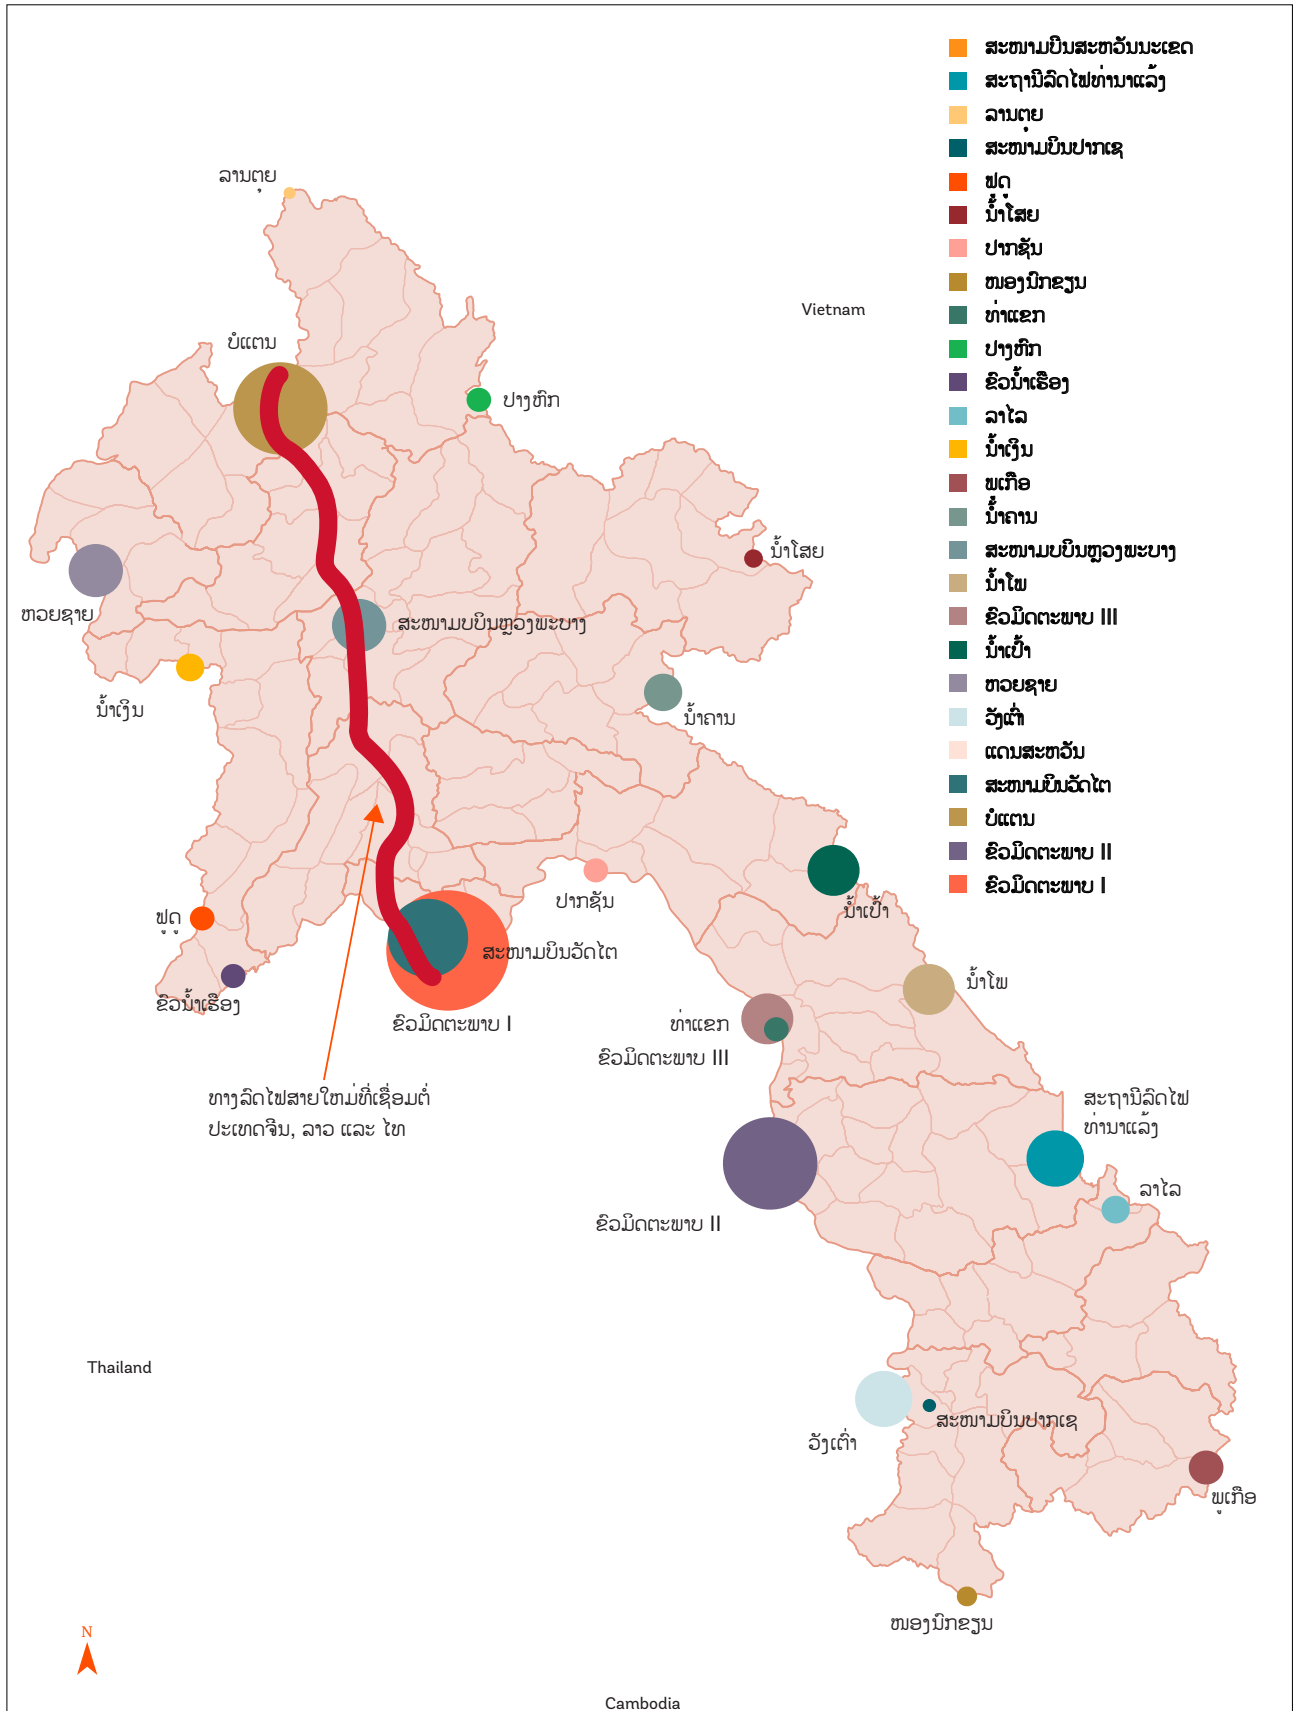 ສະໜາມບິນສະຫວັນນະເຂດ
ສະຖານີລົດໄຟທ່ານາແລ້ງ
ລານຕຸຍ
ສະໜາມບິນປາກເຊ
ຟູດູ
ນ້ຳໂສຍ
ປາກຊັນ
ໜອງນົກຂຽນ
ທ່າແຂກ
ປາງຫົກ
ຂົວນ້ຳເຮືອງ
ລາໄລ
ນ້ຳເງິນ
ພູເກືອ
ນ້ຳຄານ
ສະໜາມບບິນຫຼວງພະບາງ
ນ້ຳໂພ
ຂົວມິດຕະພາບ III
ນ້ຳເປົ້າ
ຫວຍຊາຍ
ວັງເຕົ່າ
ແດນສະຫວັນ
ສະໜາມບິນວັດໄຕ
ບໍ່ແຕນ
ຂົວມິດຕະພາບ II
ຂົວມິດຕະພາບ I
ລານຕຸຍ
Vietnam
ບໍ່ແຕນ
ປາງຫົກ
ນ້ຳໂສຍ
ຫວຍຊາຍ
ສະໜາມບບິນຫຼວງພະບາງ
ນ້ຳເງິນ
ນ້ຳຄານ
ປາກຊັນ
ນ້ຳເປົ້າ
ຟູດູ
ສະໜາມບິນວັດໄຕ
ນ້ຳໂພ
ຂົວນ້ຳເຮືອງ
ຂົວມິດຕະພາບ I
ທ່າແຂກ
ຂົວມິດຕະພາບ III
ທາງລົດໄຟສາຍໃຫມ່ທີ່ເຊື່ອມຕໍ່
ປະເທດຈີນ, ລາວ ແລະ ໄທ
ສະຖານີລົດໄຟ
ທ່ານາແລ້ງ
ລາໄລ
ຂົວມິດຕະພາບ II
Thailand
ສະໜາມບິນປາກເຊ
ວັງເຕົ່າ
ພູເກືອ
ໜອງນົກຂຽນ
N
Cambodia